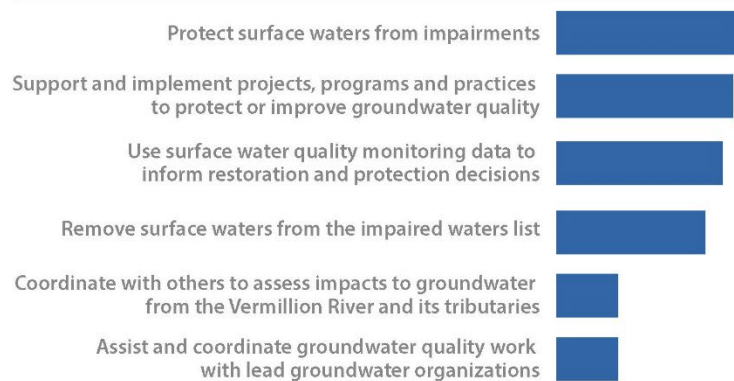 Protect surface waters from impairments
Support and implement projects, programs and practices
to protect or improve groundwater quality
Use surface water quality monitoring data to
inform restoration and protection decisions
Remove surface waters from the impaired waters list
Coordinate with others to assess impacts to groundwater
from the Vermillion River and its tributaries
Assist and coordinate groundwater quality work
with lead groundwater organizations